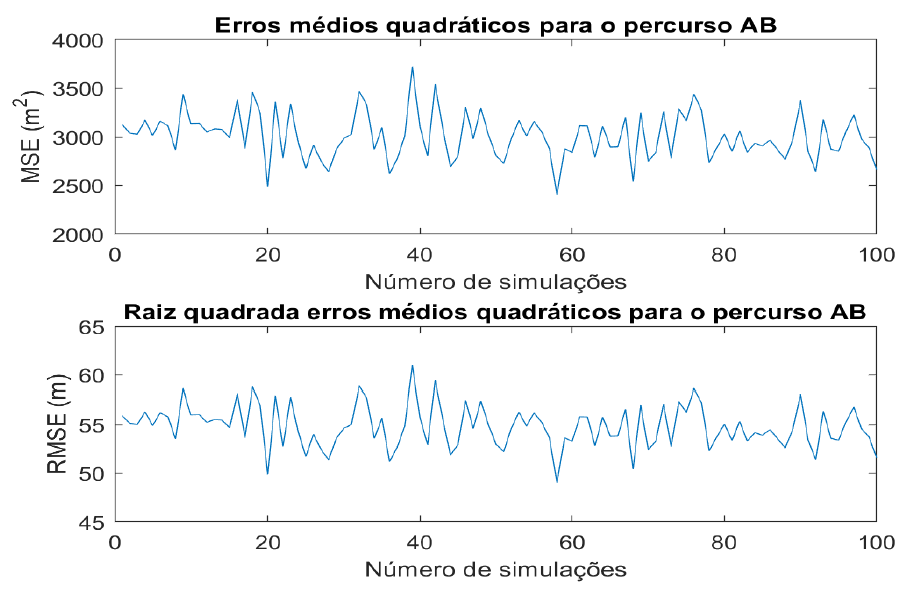 Erros médios quadráticos para o percurso AB
4000
3500
3000
2500
2000
MSE (m²)
0 20 40 60 80 100
Número de simulações
Raiz quadrada erros médios quadráticos para o percurso AB
65
60
55
50
45
RMSE (m)
0 20 40 60 80 100
Número de simulações